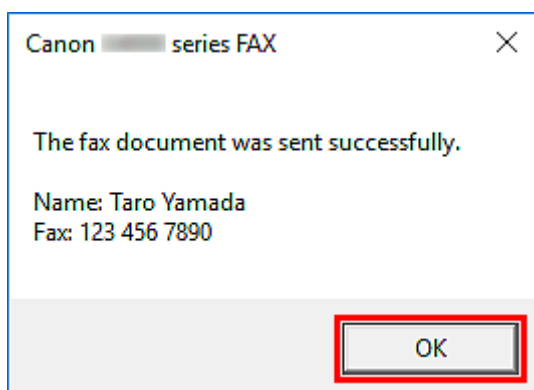 Canon series FAX
The fax document was sent successfully.
Name: Taro Yamada
Fax: 123 456 7890
OK